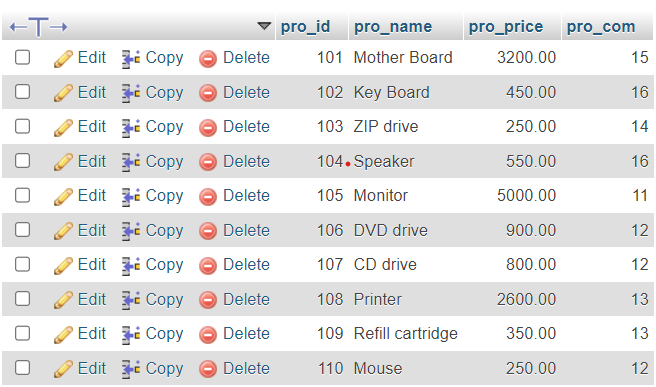 pro_id pro_name pro_price pro_com
Edit Copy Delete 101 Mother Board 3200.00 15
Edit Copy Delete 102 Key Board 450.00 16
Edit Copy Delete 103 ZIP drive 250.00 14
Edit Copy Delete 104 Speaker 550.00 16
Edit Copy Delete 105 Monitor 5000.00 11
Edit Copy Delete 106 DVD drive 900.00 12
Edit Copy Delete 107 CD drive 800.00 12
Edit Copy Delete 108 Printer 2600.00 13
Edit Copy Delete 109 Refill cartridge 350.00 13
Edit Copy Delete 110 Mouse 250.00 12